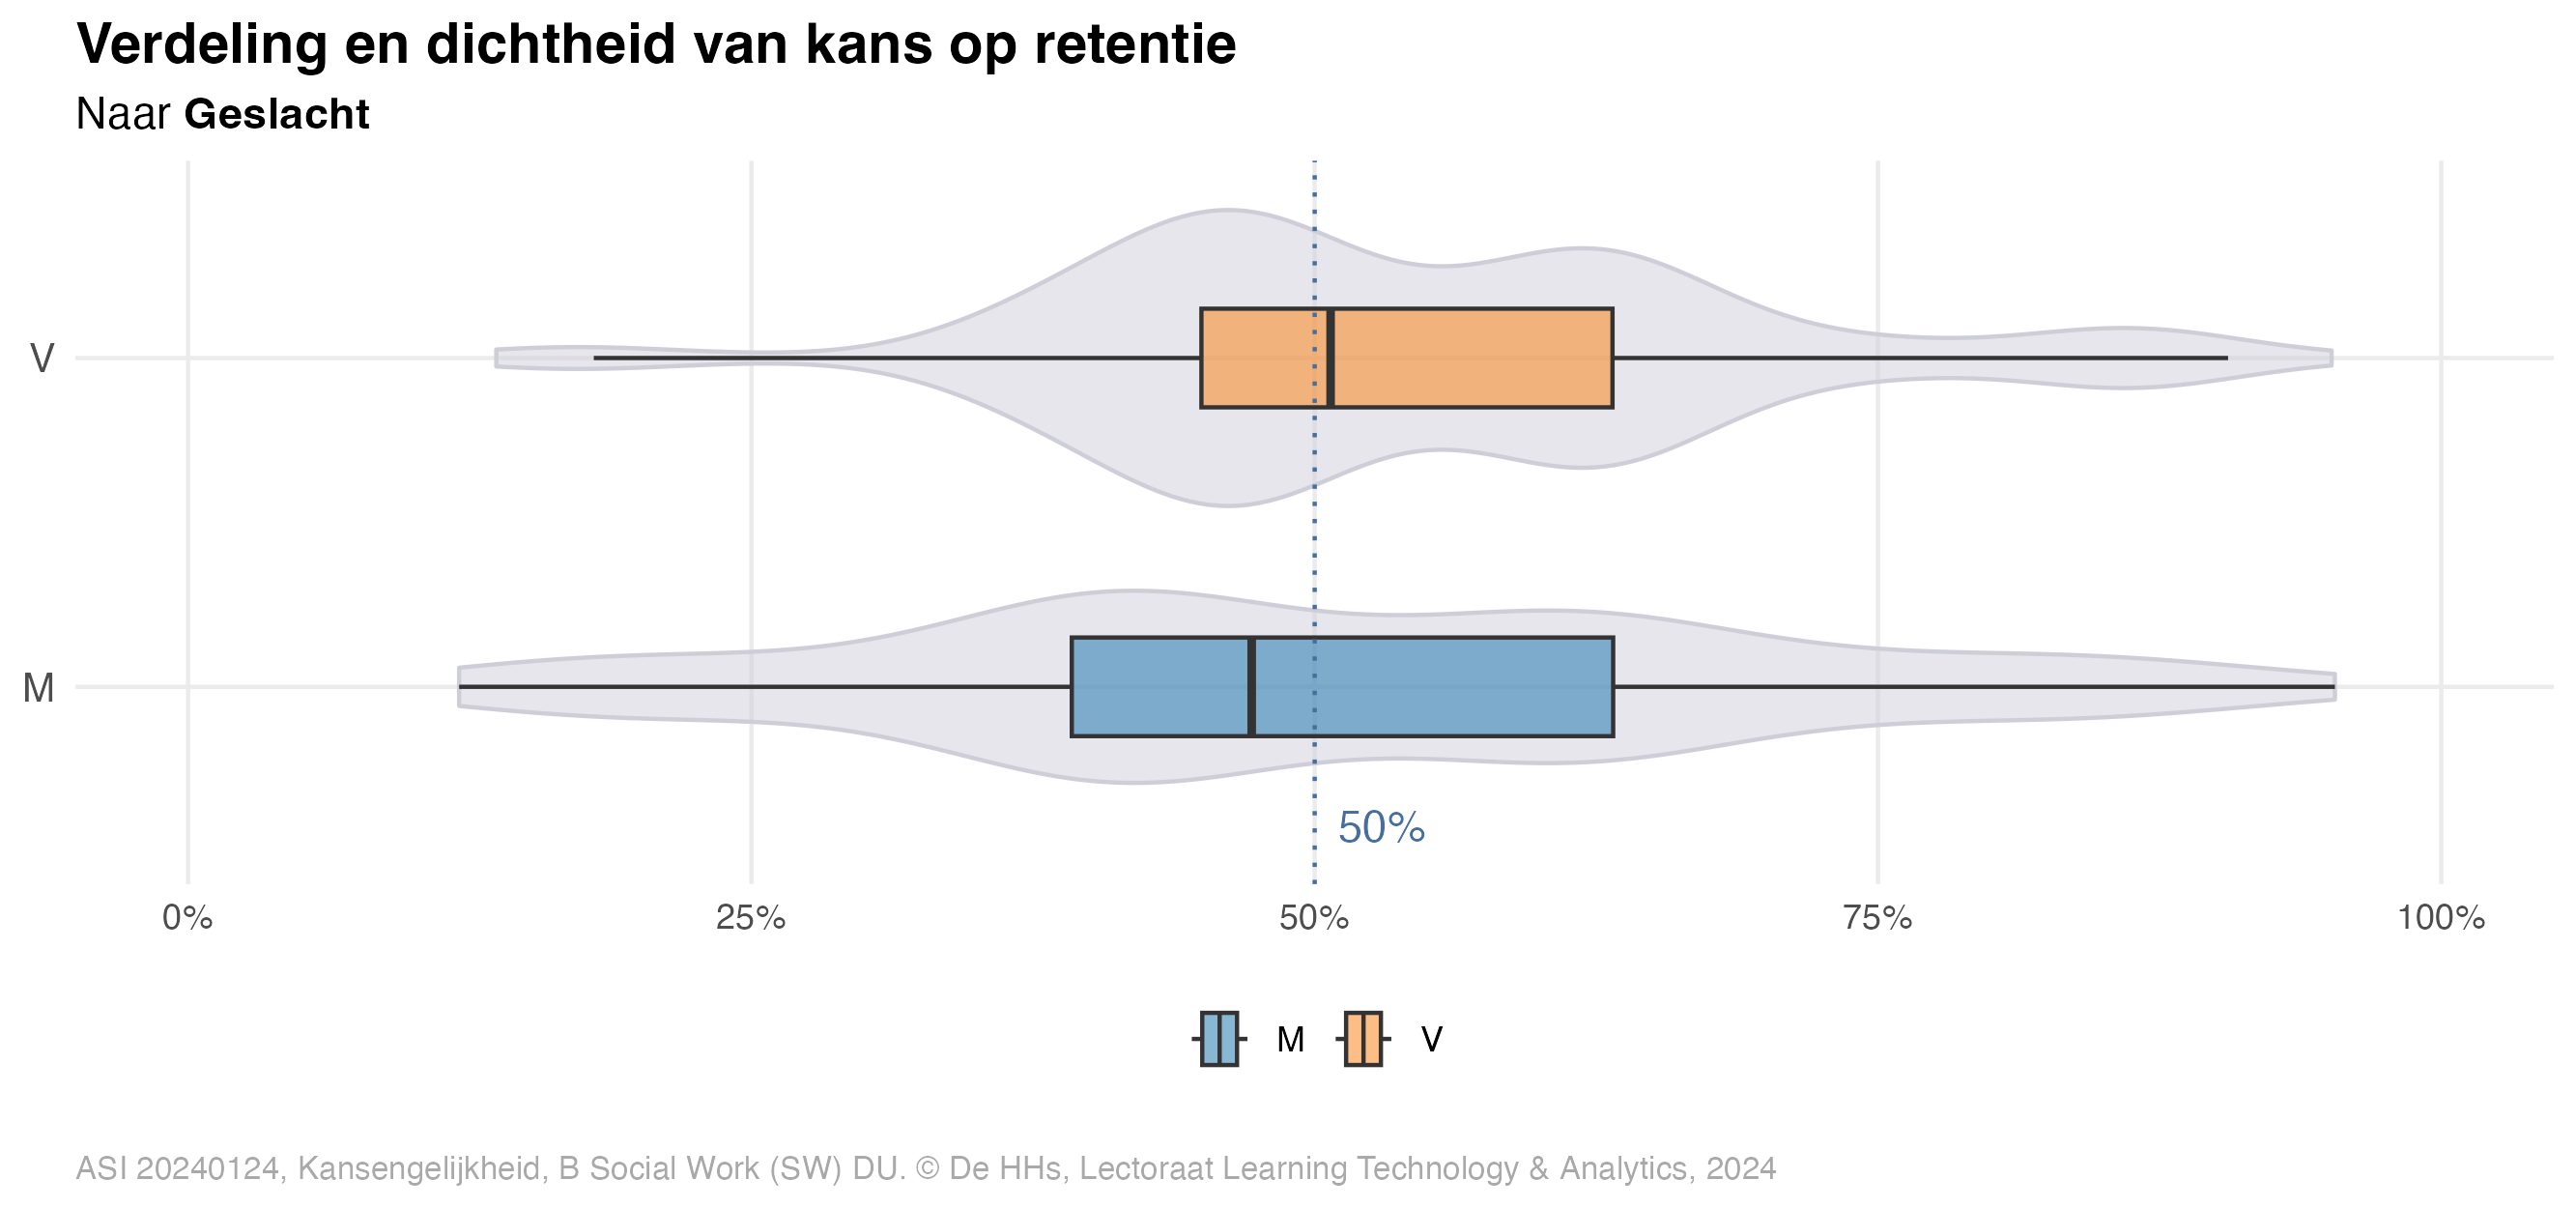 Verdeling en dichtheid van kans op retentie
Naar Geslacht
V
M
50%
0% 25% 50% 75% 100%
M V
ASI 20240124, Kansengelijkheid, B Social Work (SW) DU. © De HHs, Lectoraat Learning Technology & Analytics, 2024